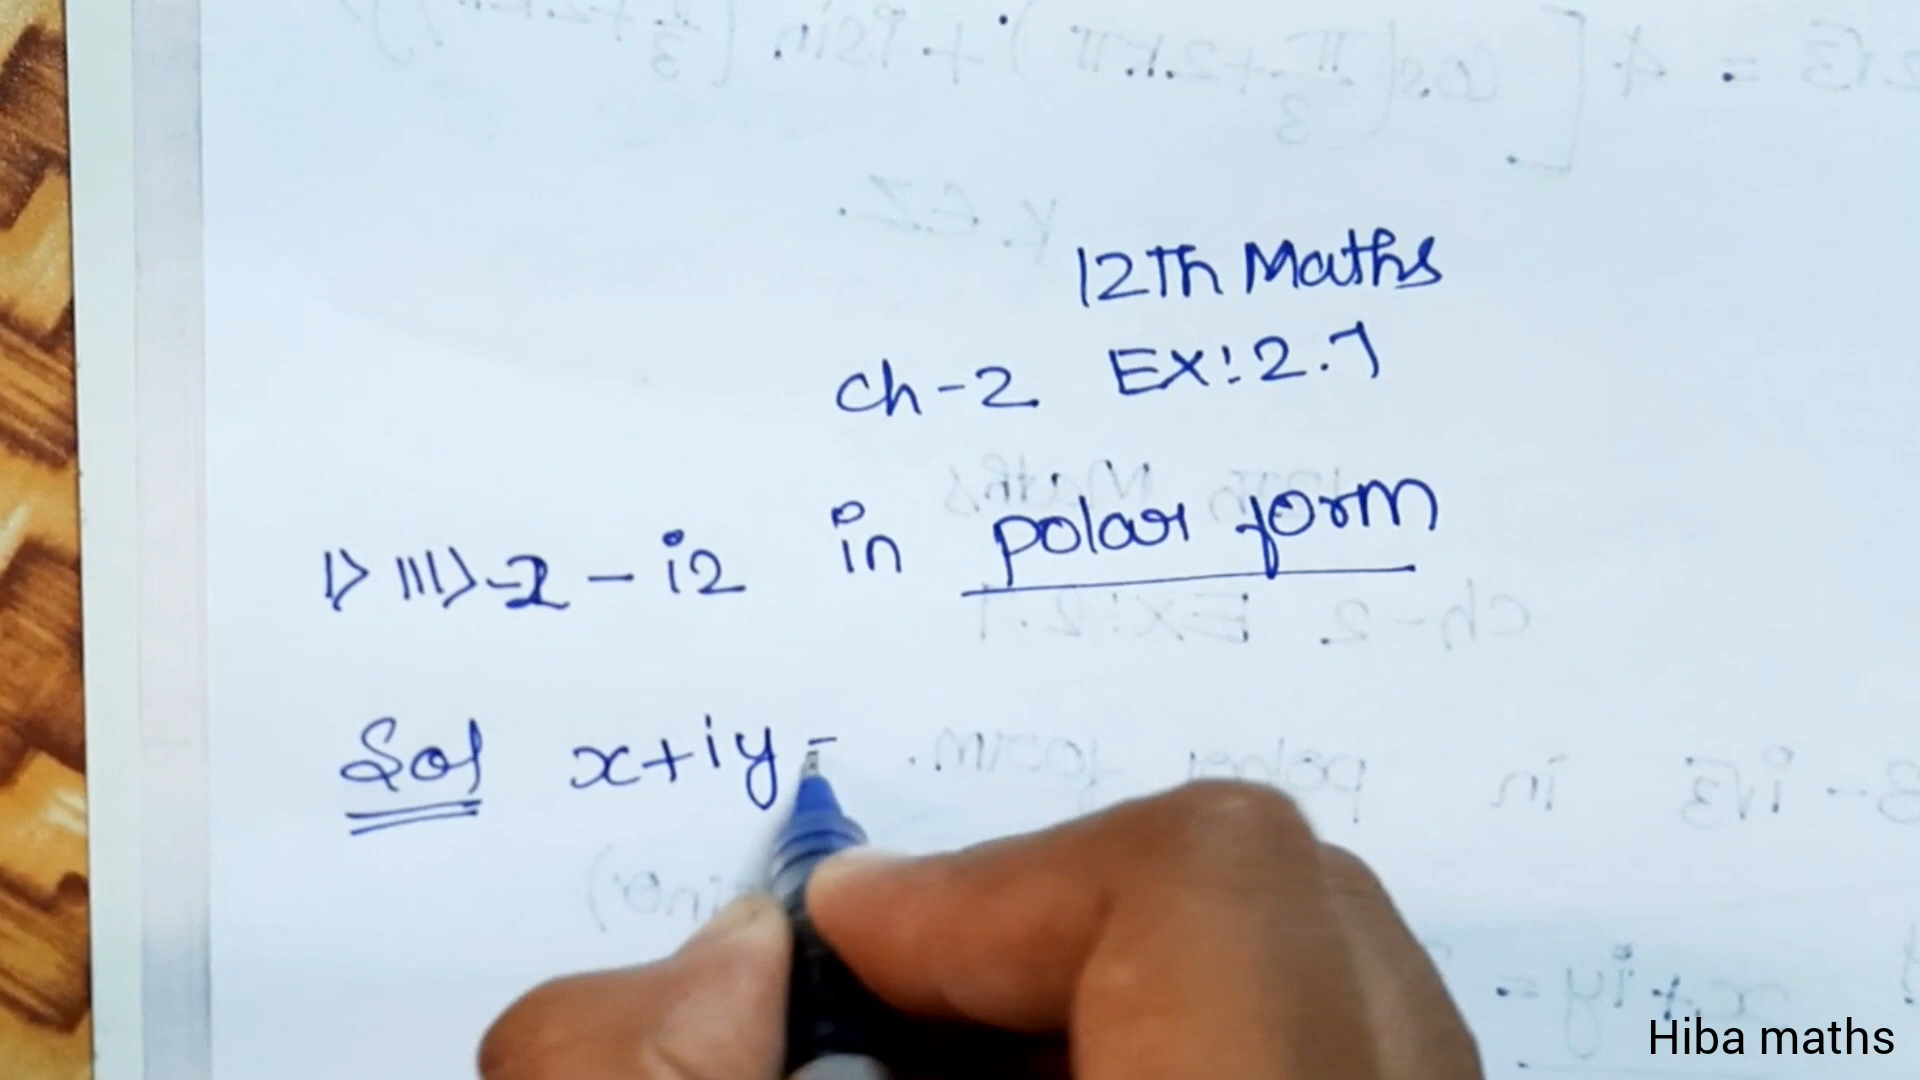 12Th Maths
Ch-2 EX: 2.7
1) iii) -2 - i2 in polar form
Sol x+iy =
Hiba maths